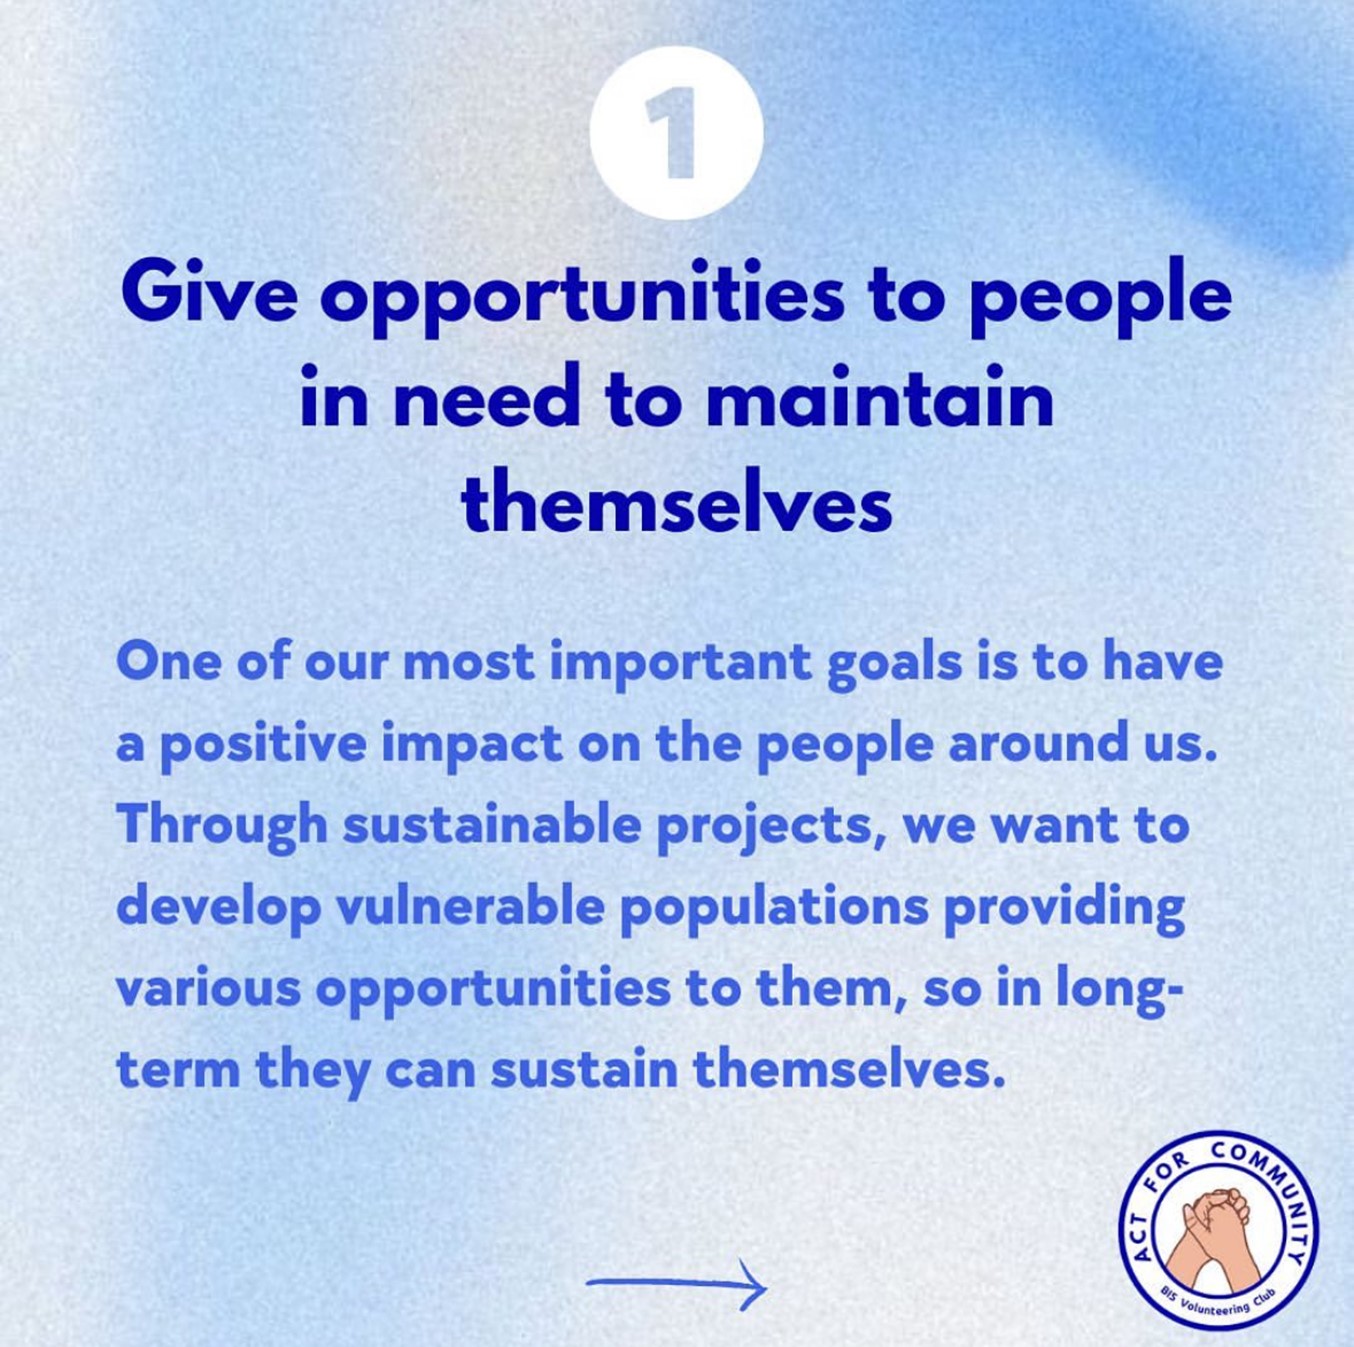 1
Give opportunities to people
in need to maintain
themselves
One of our most important goals is to have
a positive impact on the people around us.
Through sustainable projects, we want to
develop vulnerable populations providing
various opportunities to them, so in long-
term they can sustain themselves.
ACT FOR COMMUNITY
BIS Volunteering Club